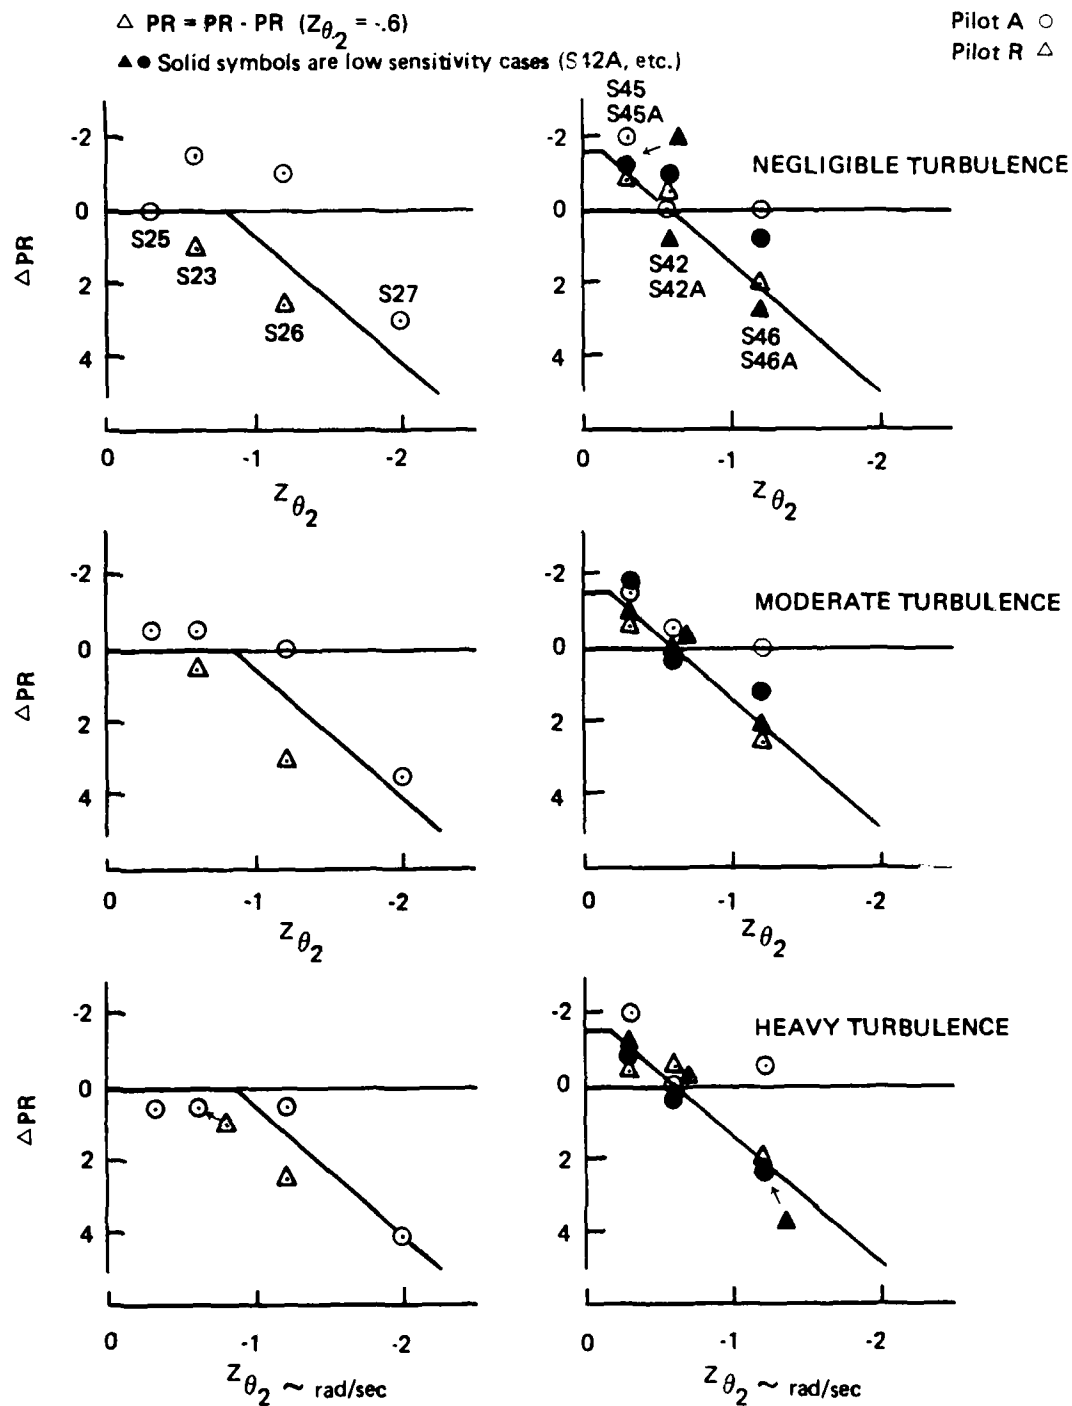 △ PR = PR - PR (Zθ2 = -.6)
▲ ● Solid symbols are low sensitivity cases (S12A, etc.)
Pilot A ○
Pilot R △
-2
0
2
4
△PR
S25
S23
S26
S27
0 -1 -2
Zθ2
S45
S45A
NEGLIGIBLE TURBULENCE
-2
0
2
4
S42
S42A
S46
S46A
0 -1 -2
Zθ2
-2
0
2
4
△PR
0 -1 -2
Zθ2
MODERATE TURBULENCE
-2
0
2
4
0 -1 -2
Zθ2
-2
0
2
4
△PR
0 -1 -2
Zθ2 ~ rad/sec
HEAVY TURBULENCE
-2
0
2
4
0 -1 -2
Zθ2 ~ rad/sec